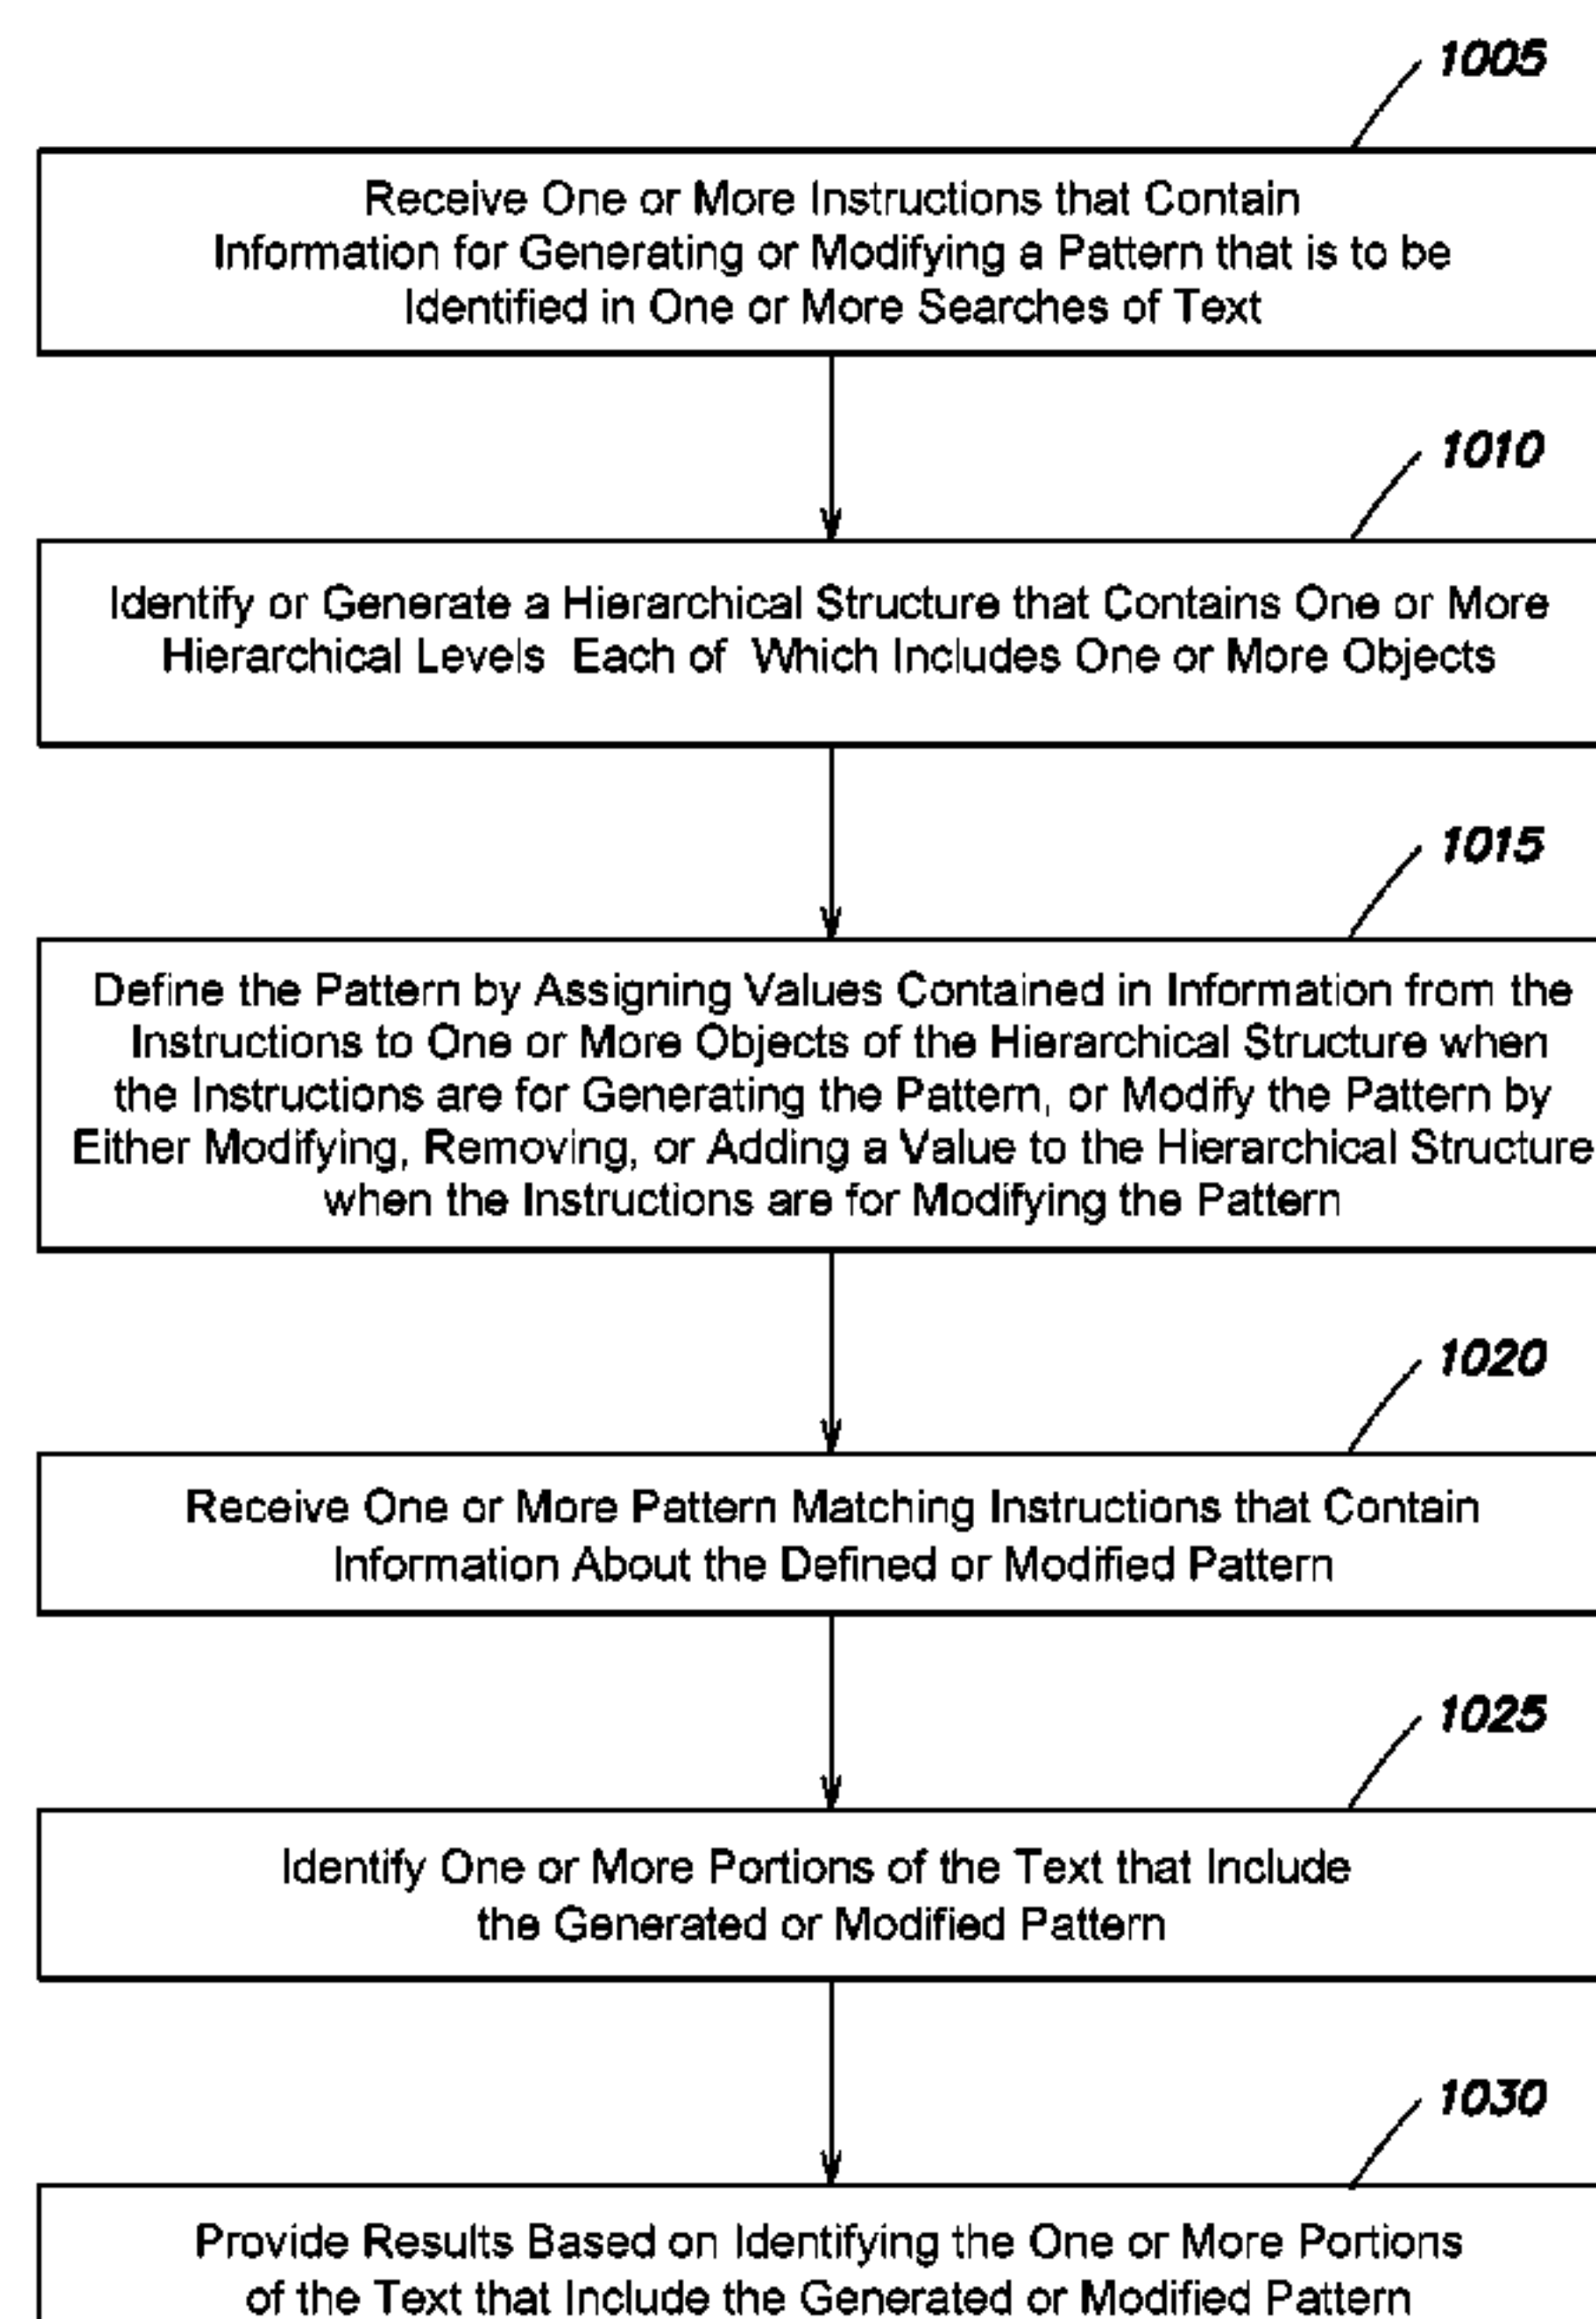 1005
Receive One or More Instructions that Contain
Information for Generating or Modifying a Pattern that is to be
Identified in One or More Searches of Text
1010
Identify or Generate a Hierarchical Structure that Contains One or More
Hierarchical Levels Each of Which Includes One or More Objects
1015
Define the Pattern by Assigning Values Contained in Information from the
Instructions to One or More Objects of the Hierarchical Structure when
the Instructions are for Generating the Pattern, or Modify the Pattern by
Either Modifying, Removing, or Adding a Value to the Hierarchical Structure
when the Instructions are for Modifying the Pattern
1020
Receive One or More Pattern Matching Instructions that Contain
Information About the Defined or Modified Pattern
1025
Identify One or More Portions of the Text that Include
the Generated or Modified Pattern
1030
Provide Results Based on Identifying the One or More Portions
of the Text that Include the Generated or Modified Pattern